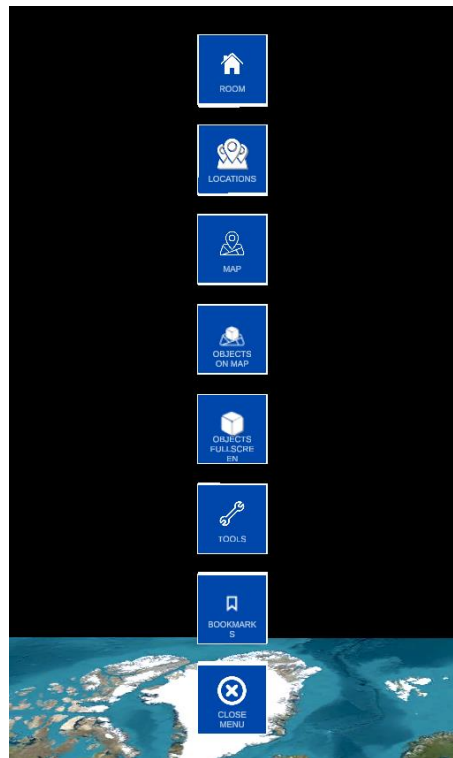 ROOM
LOCATIONS
MAP
OBJECTS
ON MAP
OBJECTS
FULLSCRE
EN
TOOLS
BOOKMARK
S
CLOSE
MENU